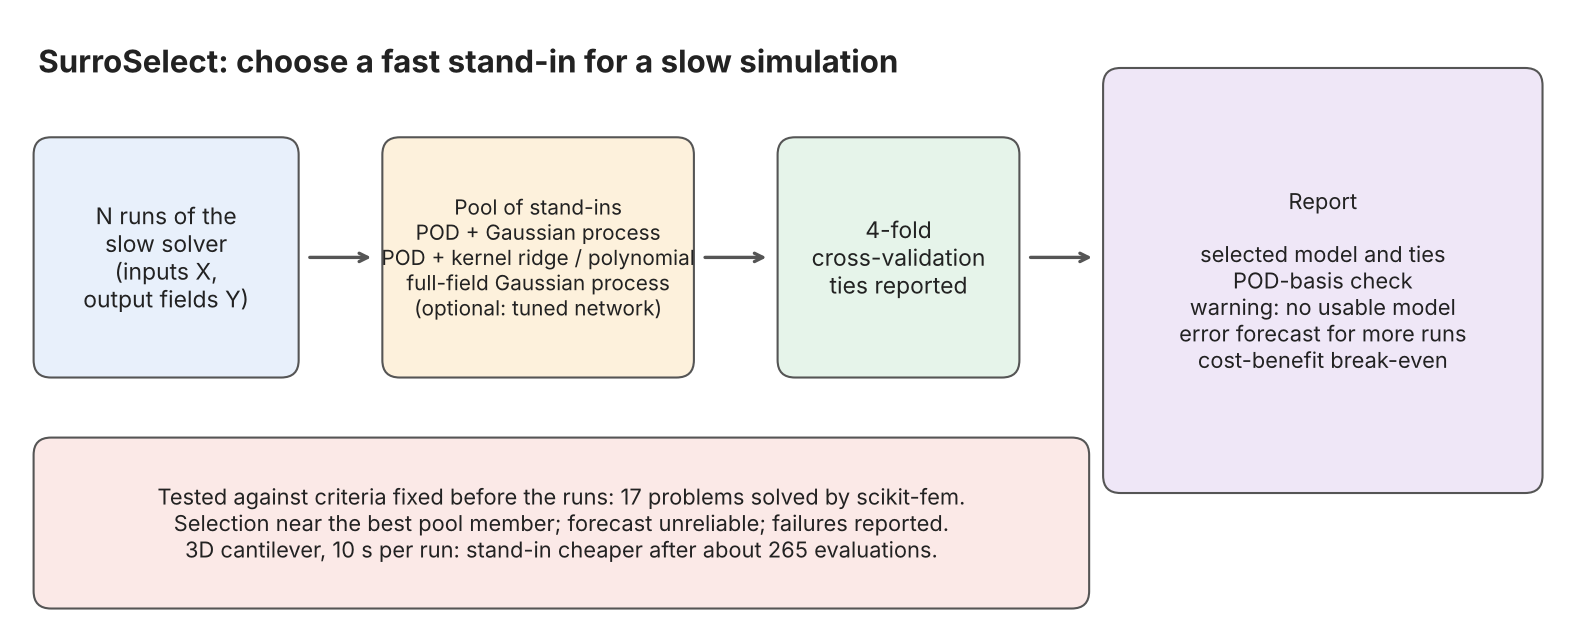 SurroSelect: choose a fast stand-in for a slow simulation
N runs of the
slow solver
(inputs X,
output fields Y)
Pool of stand-ins
POD + Gaussian process
POD + kernel ridge / polynomial
full-field Gaussian process
(optional: tuned network)
4-fold
cross-validation
ties reported
Report
selected model and ties
POD-basis check
warning: no usable model
error forecast for more runs
cost-benefit break-even
Tested against criteria fixed before the runs: 17 problems solved by scikit-fem.
Selection near the best pool member; forecast unreliable; failures reported.
3D cantilever, 10 s per run: stand-in cheaper after about 265 evaluations.